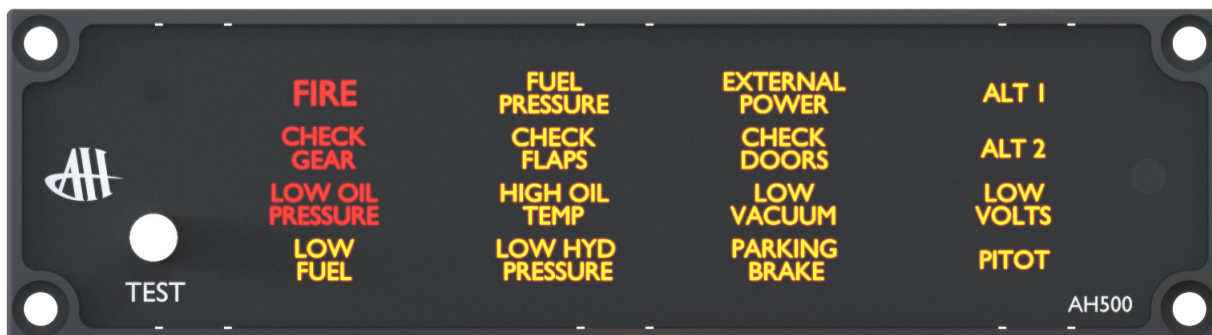 FIRE
FUEL
PRESSURE
EXTERNAL
POWER
ALT 1
CHECK
GEAR
CHECK
FLAPS
CHECK
DOORS
ALT 2
LOW OIL
PRESSURE
HIGH OIL
TEMP
LOW
VACUUM
LOW
VOLTS
LOW
FUEL
LOW HYD
PRESSURE
PARKING
BRAKE
PITOT
AH
TEST
AH500